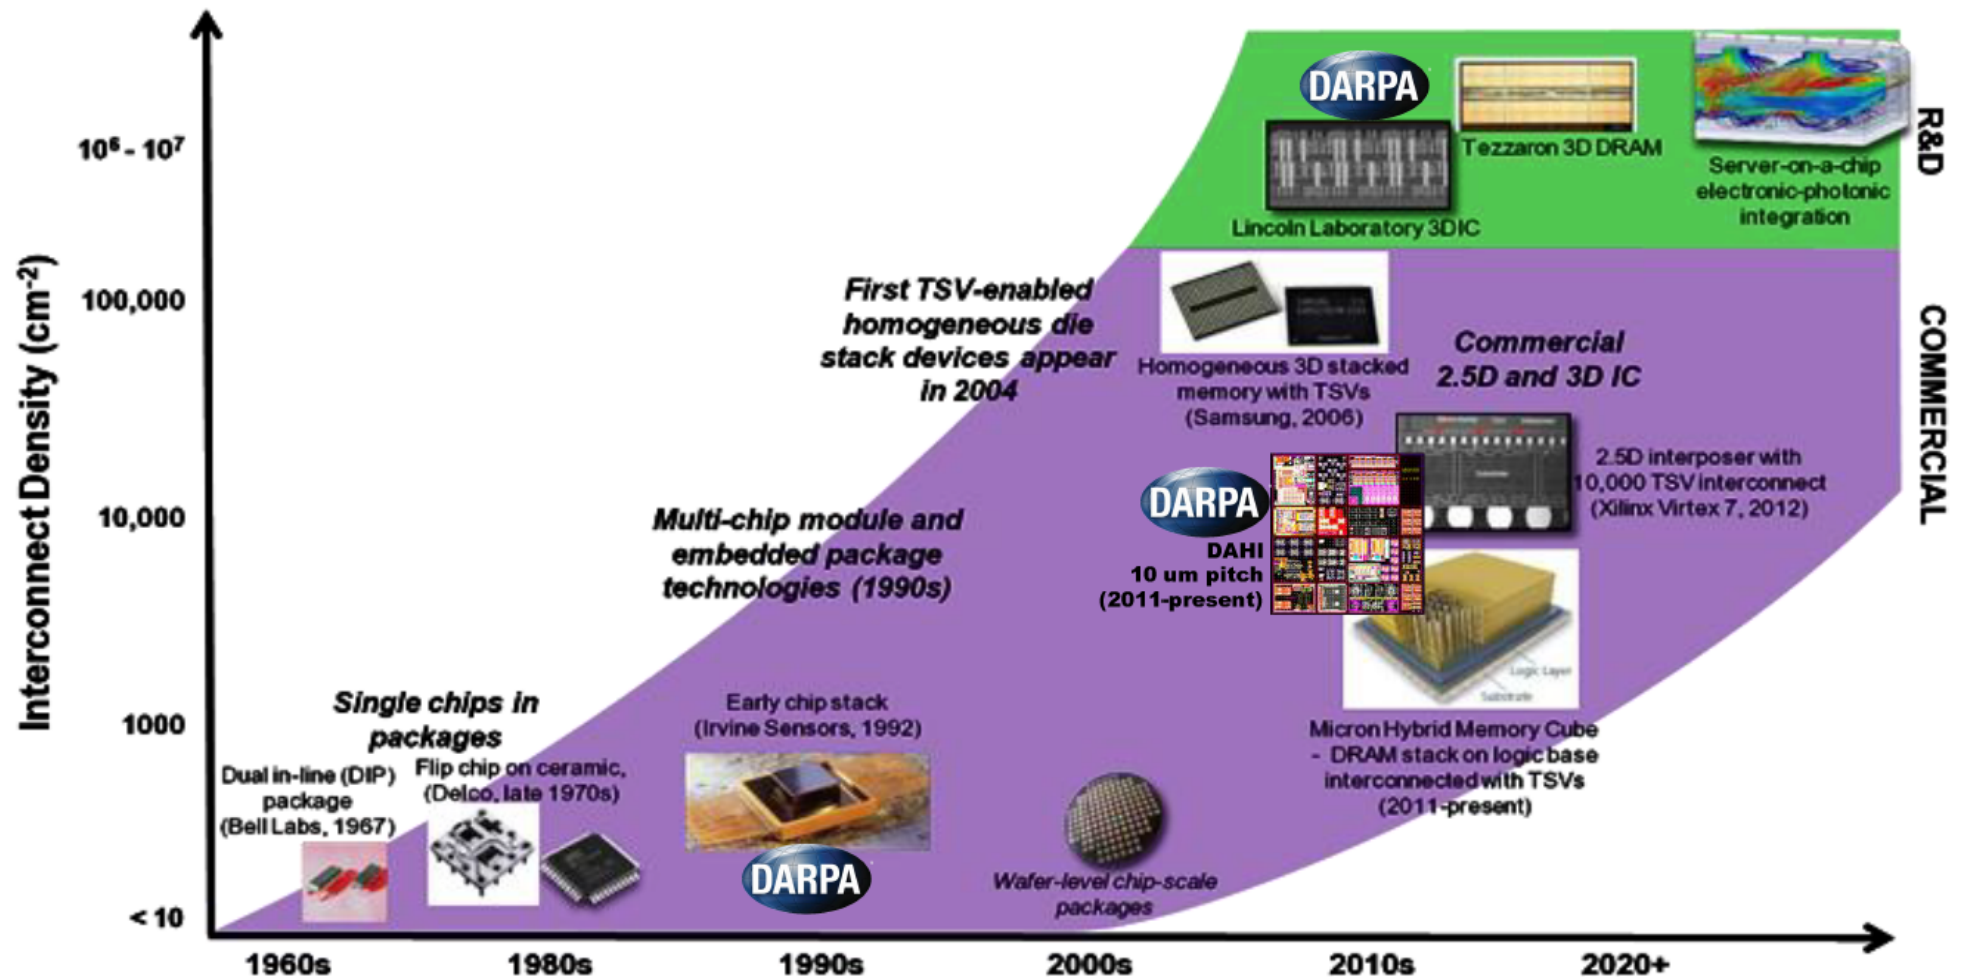 DARPA
Tezzaron 3D DRAM
Server-on-a-chip
electronic-photonic
integration
Lincoln Laboratory 3DIC
R&D
10⁶ - 10⁷
Interconnect Density (cm⁻²)
100,000
10,000
1000
< 10
First TSV-enabled
homogeneous die
stack devices appear
in 2004
Homogeneous 3D stacked
memory with TSVs
(Samsung, 2006)
Commercial
2.5D and 3D IC
COMMERCIAL
2.5D interposer with
10,000 TSV interconnect
(Xilinx Virtex 7, 2012)
Multi-chip module and
embedded package
technologies (1990s)
DARPA
DAHI
10 um pitch
(2011-present)
Logic Layer
Substrate
Micron Hybrid Memory Cube
- DRAM stack on logic base
interconnected with TSVs
(2011-present)
Single chips in
packages
Dual in-line (DIP)
package
(Bell Labs, 1967)
Flip chip on ceramic,
(Delco, late 1970s)
Early chip stack
(Irvine Sensors, 1992)
DARPA
Wafer-level chip-scale
packages
1960s
1980s
1990s
2000s
2010s
2020+